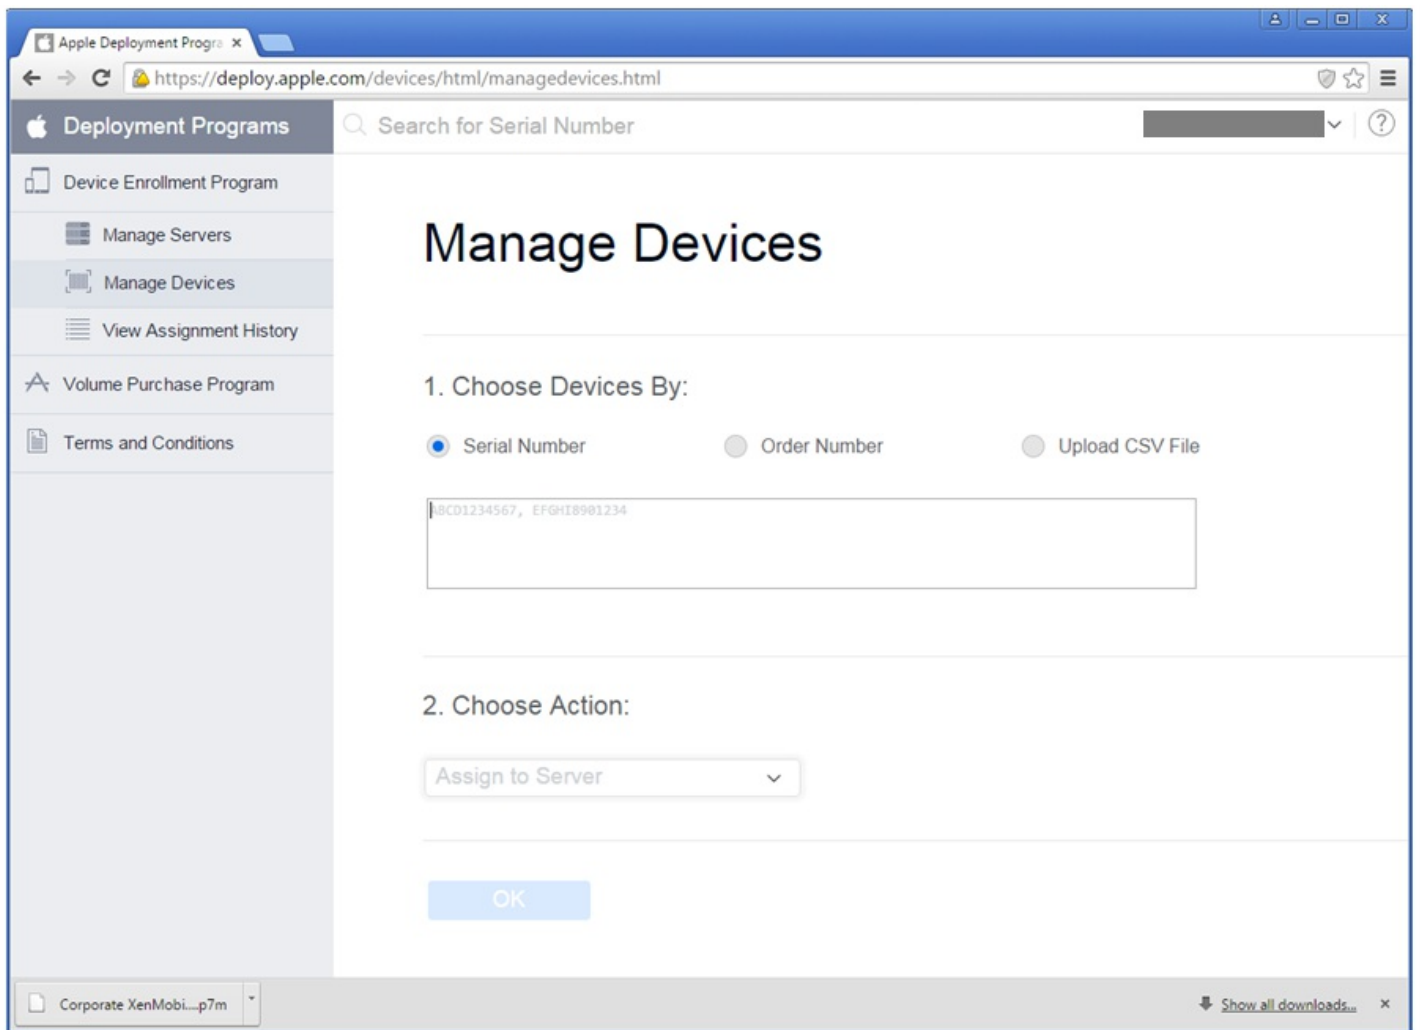 Apple Deployment Progra
https://deploy.apple.com/devices/html/managedevices.html
Deployment Programs
Search for Serial Number
Device Enrollment Program
Manage Servers
Manage Devices
View Assignment History
Volume Purchase Program
Terms and Conditions
Manage Devices
1. Choose Devices By:
Serial Number
Order Number
Upload CSV File
ABCD1234567, EFGHI8901234
2. Choose Action:
Assign to Server
OK
Corporate XenMobi....p7m
Show all downloads...